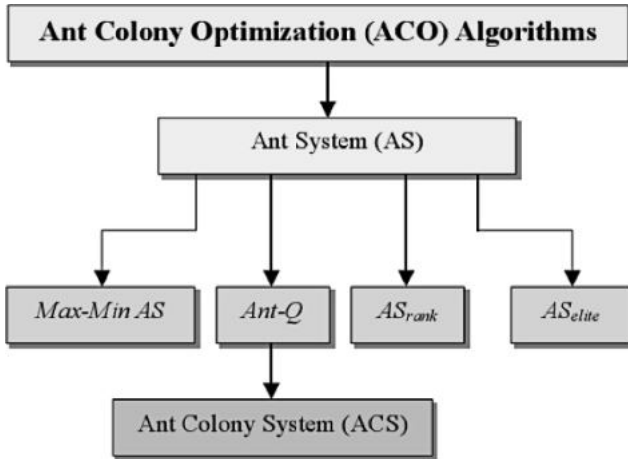 Ant Colony Optimization (ACO) Algorithms
Ant System (AS)
Max-Min AS
Ant-Q
ASrank
ASelite
Ant Colony System (ACS)